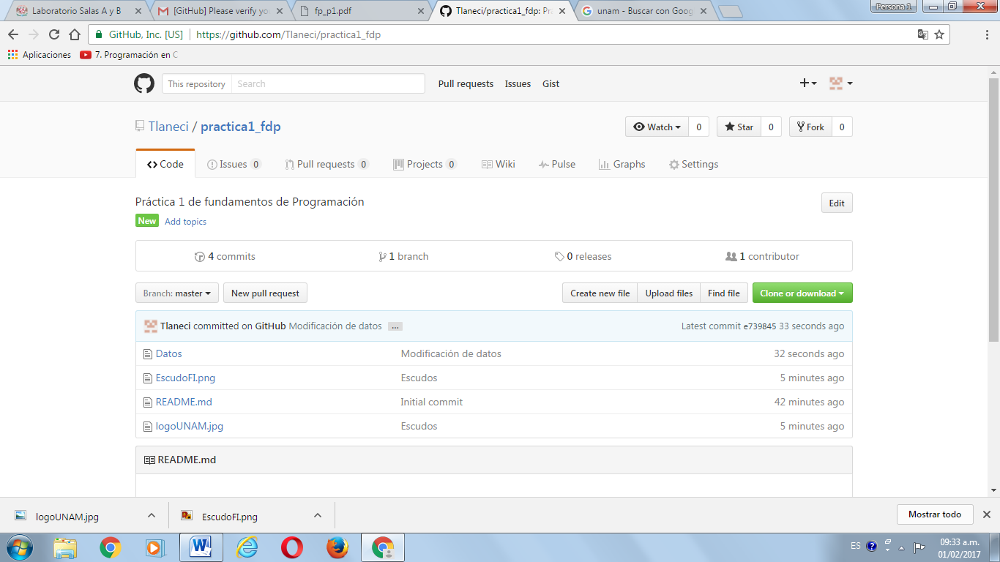 Laboratorio Salas A y B
[GitHub] Please verify yo
fp_p1.pdf
Tlaneci/practica1_fdp: Pr
unam - Buscar con Goog
Persona 1
GitHub, Inc. [US] https://github.com/Tlaneci/practica1_fdp
Aplicaciones 7. Programación en C
This repository Search Pull requests Issues Gist
Tlaneci / practica1_fdp Watch 0 Star 0 Fork 0
Code Issues 0 Pull requests 0 Projects 0 Wiki Pulse Graphs Settings
Práctica 1 de fundamentos de Programación Edit
New Add topics
4 commits 1 branch 0 releases 1 contributor
Branch: master New pull request Create new file Upload files Find file Clone or download
Tlaneci committed on GitHub Modificación de datos ... Latest commit e739845 33 seconds ago
Datos Modificación de datos 32 seconds ago
EscudoFI.png Escudos 5 minutes ago
README.md Initial commit 42 minutes ago
logoUNAM.jpg Escudos 5 minutes ago
README.md
logoUNAM.jpg EscudoFI.png Mostrar todo
ES 09:33 a.m.
01/02/2017